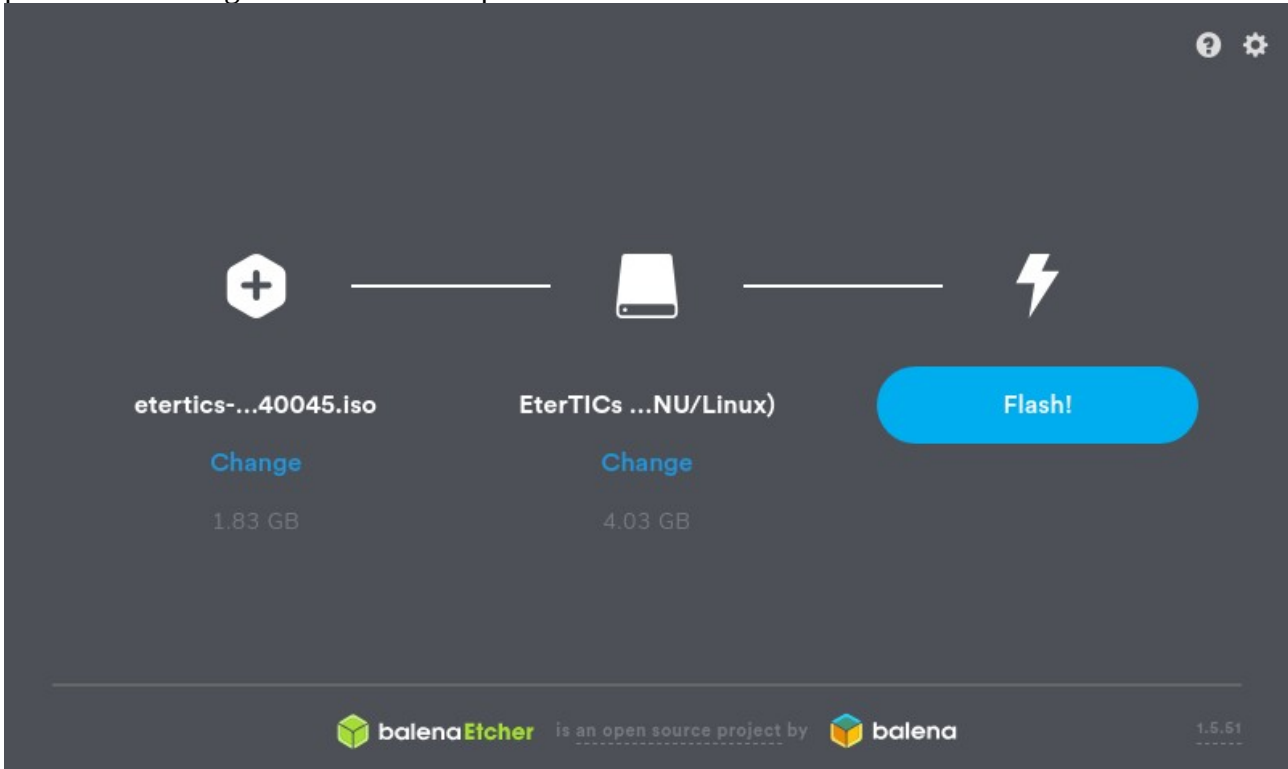 etertics-...40045.iso
EterTICs ...NU/Linux)
Flash!
Change
Change
1.83 GB
4.03 GB
balenaEtcher is an open source project by balena
1.5.51